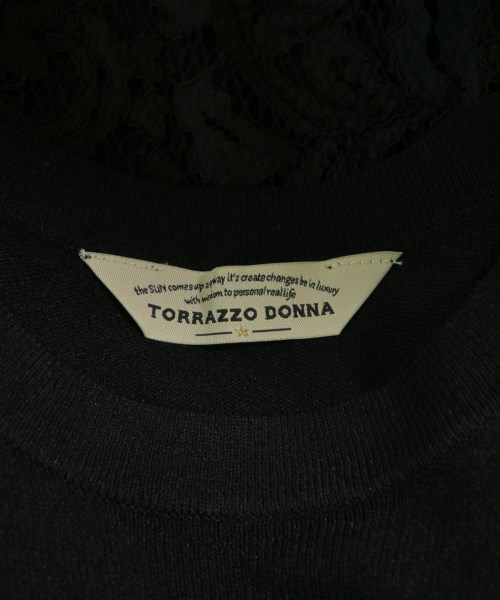 the SUN comes up anyway it's create changes be in luxury
with wisdom to personal real life
TORRAZZO DONNA